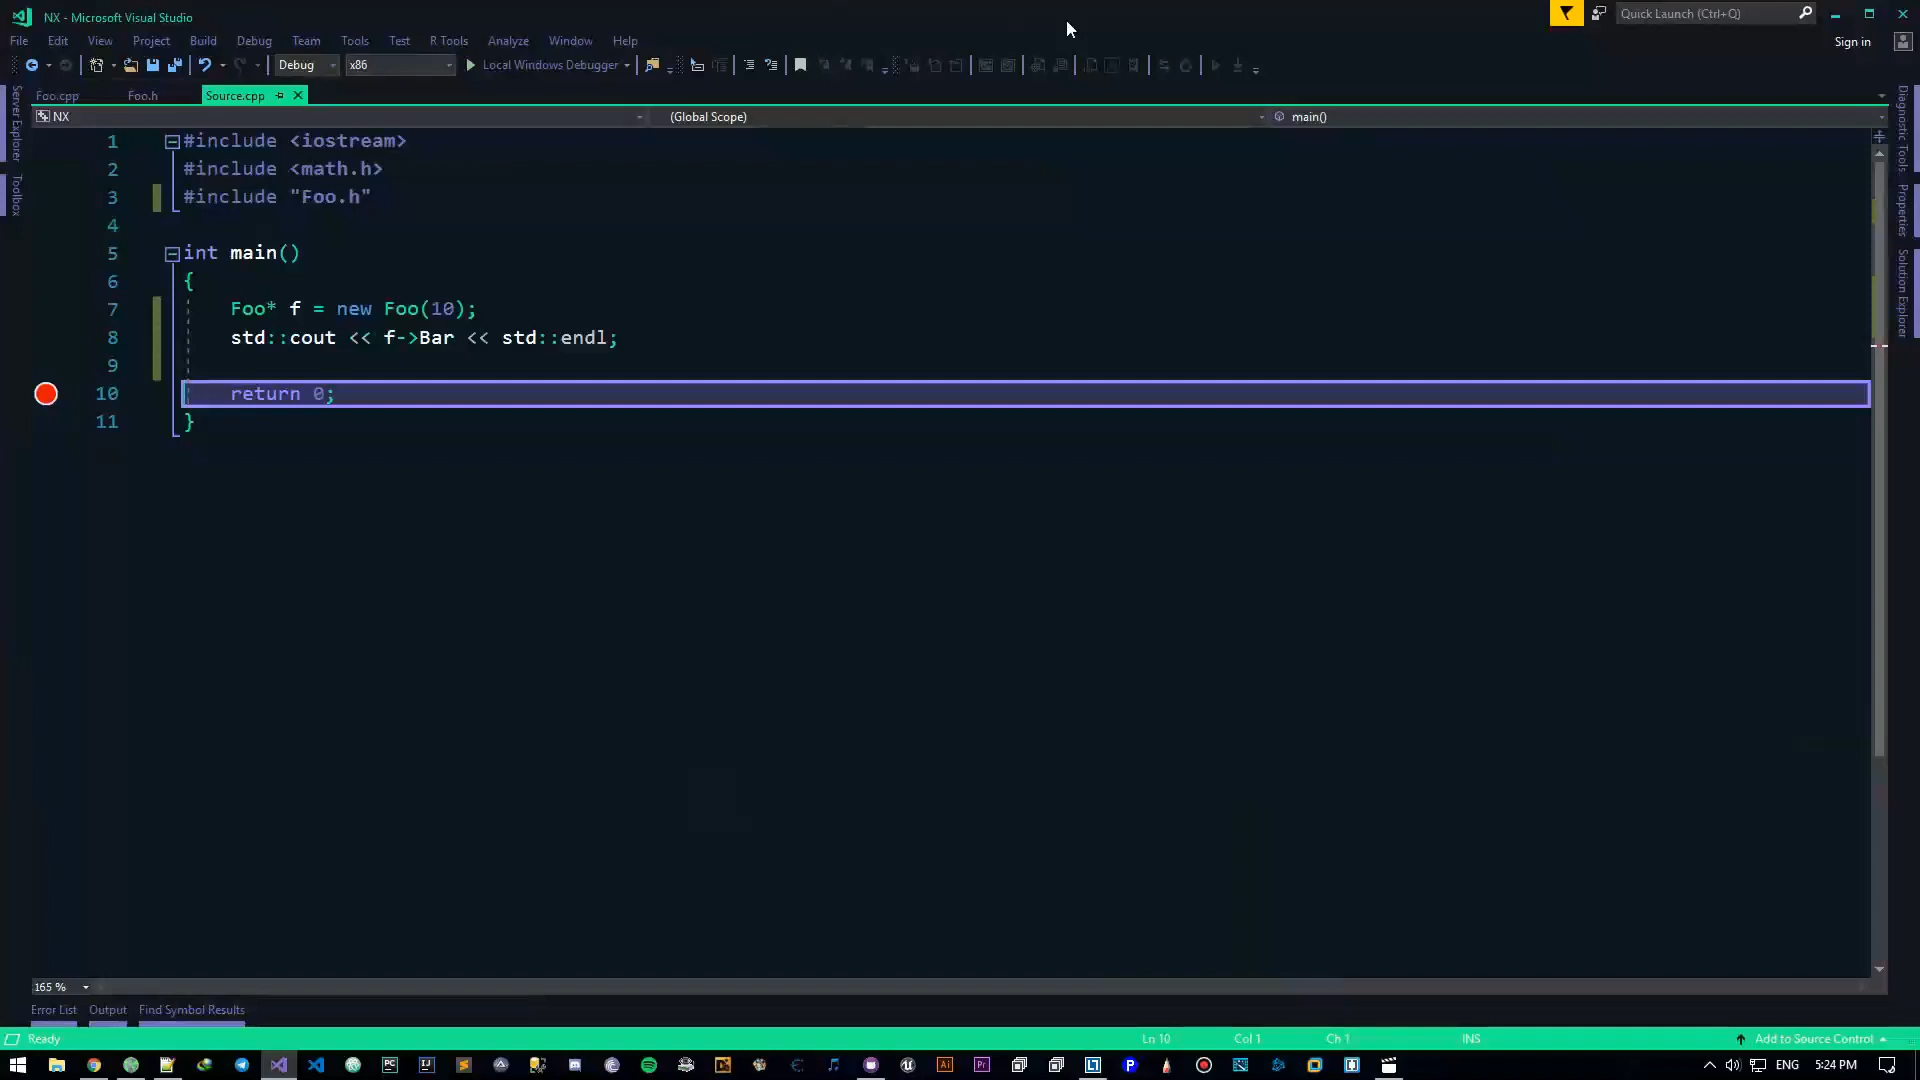 NX - Microsoft Visual Studio
Quick Launch (Ctrl+Q)
File Edit View Project Build Debug Team Tools Test R Tools Analyze Window Help
Sign in
Debug x86 Local Windows Debugger
Foo.cpp Foo.h Source.cpp
NX (Global Scope) main()
Server Explorer
Toolbox
Diagnostic Tools
Properties
Solution Explorer
1 #include <iostream>
2 #include <math.h>
3 #include "Foo.h"
4
5 int main()
6 {
7 Foo* f = new Foo(10);
8 std::cout << f->Bar << std::endl;
9
10 return 0;
11 }
165 %
Error List Output Find Symbol Results
Ready Ln 10 Col 1 Ch 1 INS Add to Source Control
ENG 5:24 PM